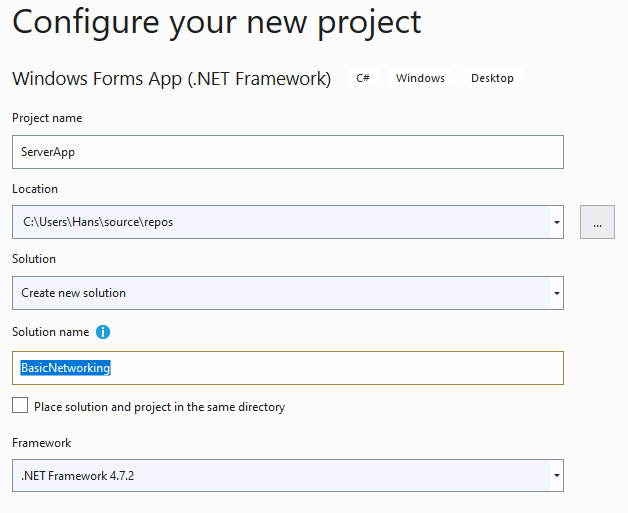 Configure your new project
Windows Forms App (.NET Framework) C# Windows Desktop
Project name
ServerApp
Location
C:\Users\Hans\source\repos
...
Solution
Create new solution
Solution name i
BasicNetworking
Place solution and project in the same directory
Framework
.NET Framework 4.7.2